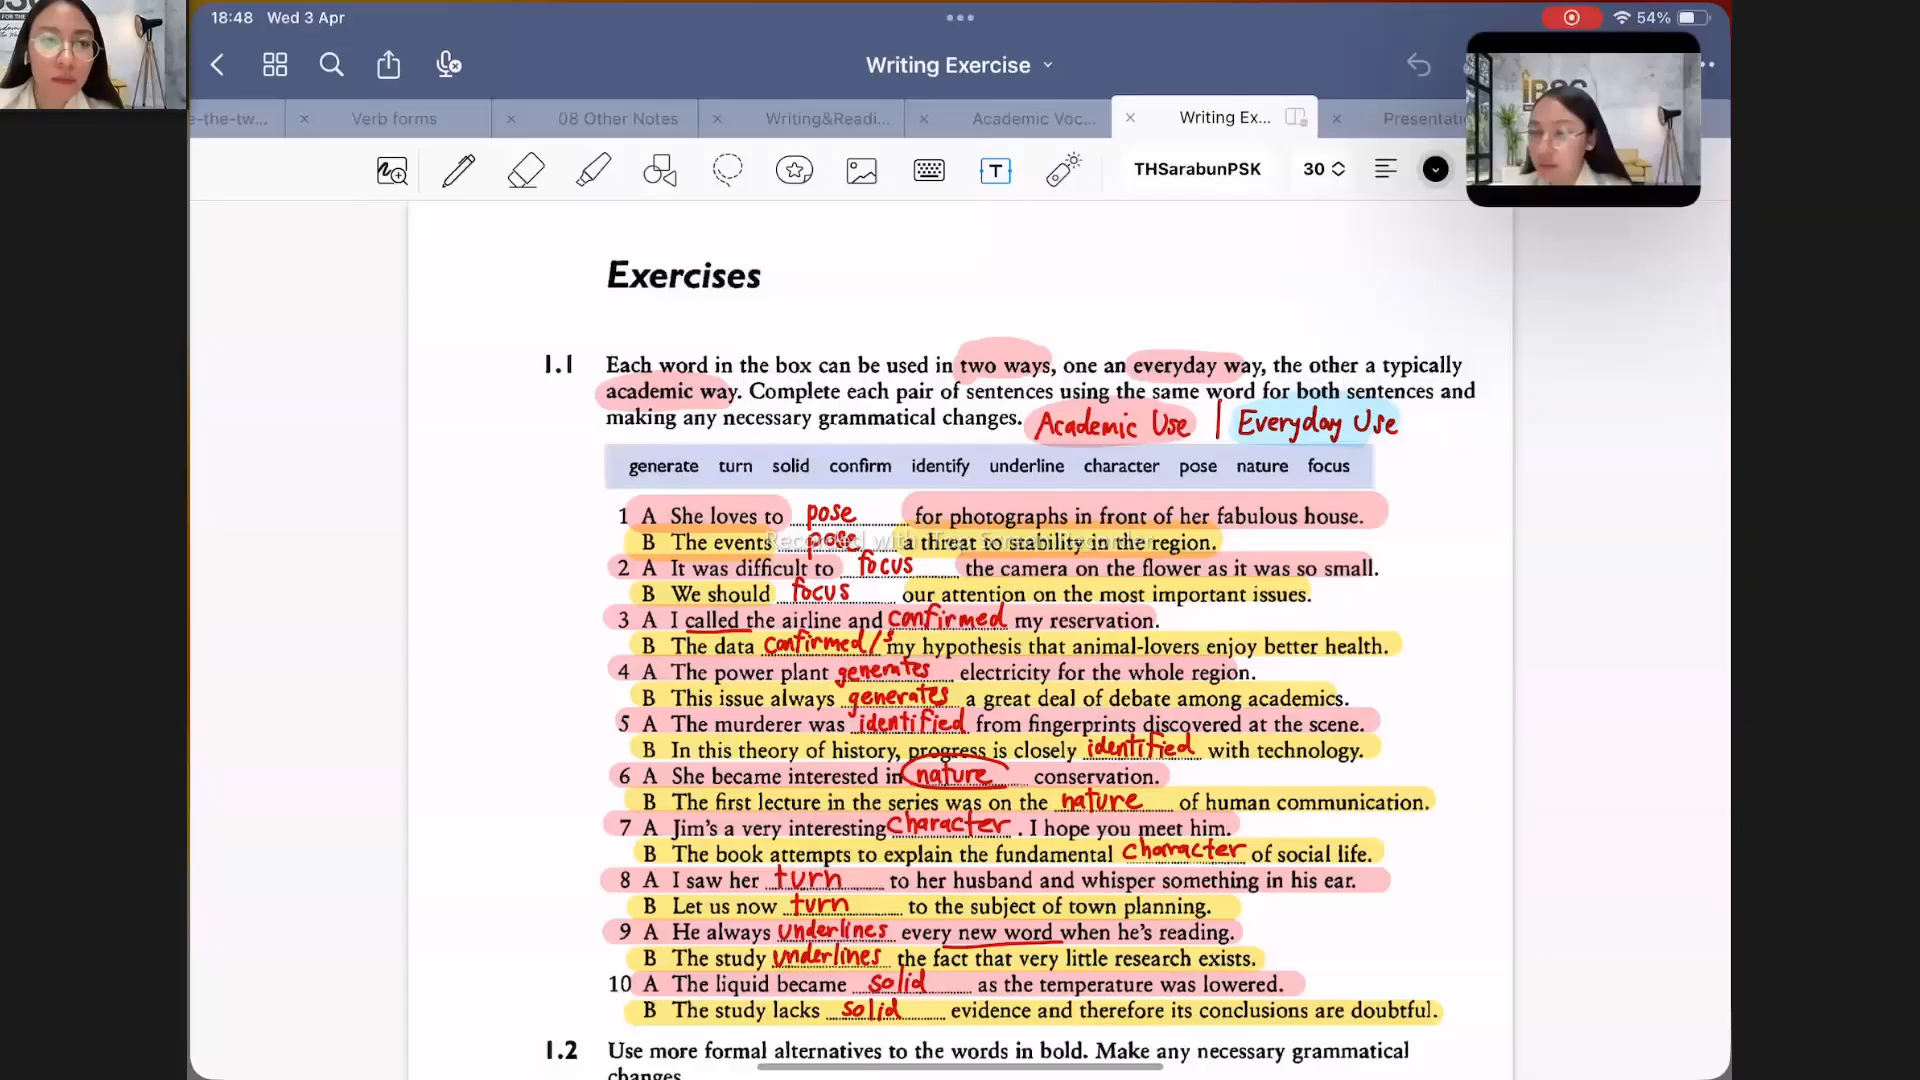 18:48 Wed 3 Apr
54%
Writing Exercise
e-the-tw...
Verb forms
08 Other Notes
Writing&Readi...
Academic Voc...
Writing Ex...
Presentati
T THSarabunPSK 30
IBSC
Exercises
1.1 Each word in the box can be used in two ways, one an everyday way, the other a typically
academic way. Complete each pair of sentences using the same word for both sentences and
making any necessary grammatical changes. Academic Use | Everyday Use
generate turn solid confirm identify underline character pose nature focus
1 A She loves to pose for photographs in front of her fabulous house.
B The events pose a threat to stability in the region.
Recorded with iTop Screen Recorder
2 A It was difficult to focus the camera on the flower as it was so small.
B We should focus our attention on the most important issues.
3 A I called the airline and confirmed my reservation.
B The data confirmed/s my hypothesis that animal-lovers enjoy better health.
4 A The power plant generates electricity for the whole region.
B This issue always generates a great deal of debate among academics.
5 A The murderer was identified from fingerprints discovered at the scene.
B In this theory of history, progress is closely identified with technology.
6 A She became interested in nature conservation.
B The first lecture in the series was on the nature of human communication.
7 A Jim's a very interesting character. I hope you meet him.
B The book attempts to explain the fundamental character of social life.
8 A I saw her turn to her husband and whisper something in his ear.
B Let us now turn to the subject of town planning.
9 A He always underlines every new word when he's reading.
B The study underlines the fact that very little research exists.
10 A The liquid became solid as the temperature was lowered.
B The study lacks solid evidence and therefore its conclusions are doubtful.
1.2 Use more formal alternatives to the words in bold. Make any necessary grammatical
changes.